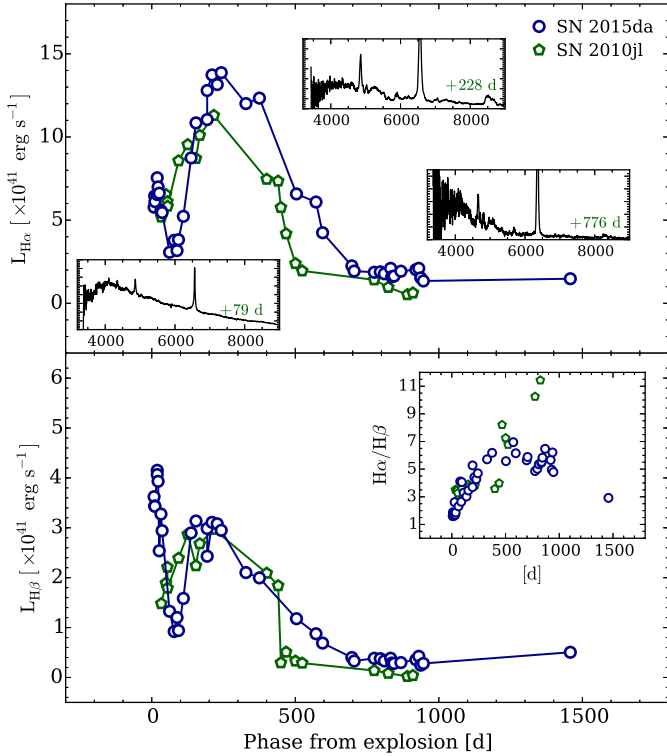 SN 2015da
SN 2010jl
15
10
5
0
L_Hα [ ×10^41 erg s^−1]
+228 d
4000 6000 8000
+776 d
4000 6000 8000
+79 d
4000 6000 8000
6
5
4
3
2
1
0
L_Hβ [ ×10^41 erg s^−1]
11
9
7
5
3
1
Hα/Hβ
0 500 1000 1500
[d]
0 500 1000 1500
Phase from explosion [d]